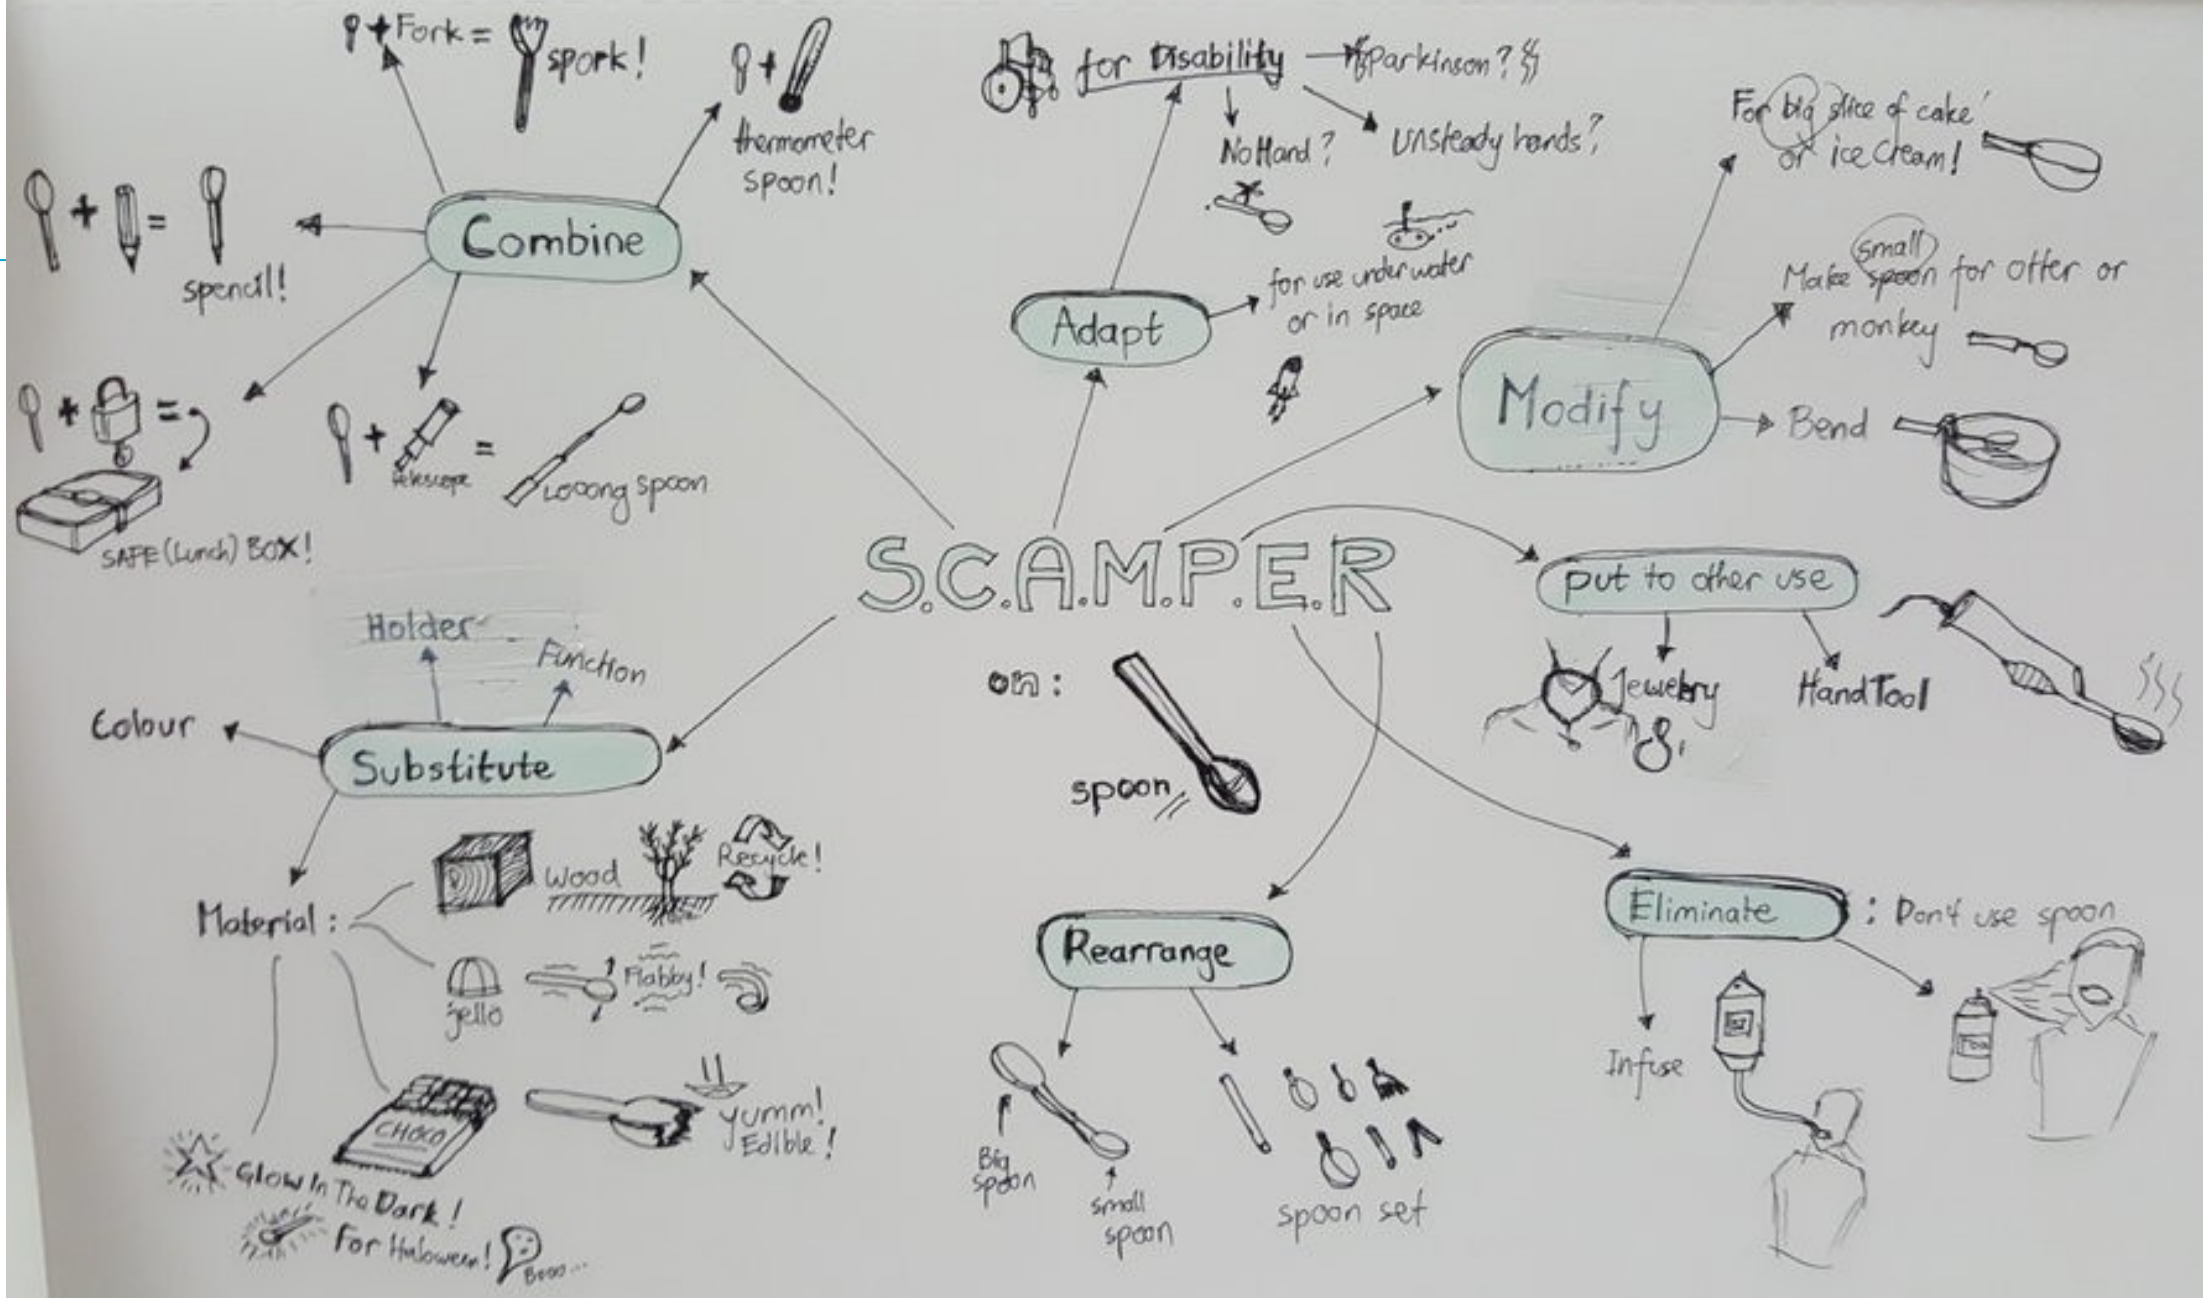 + Fork =
spork!
+
thermometer
spoon!
+ =
spencil!
Combine
+ =
SAFE (Lunch) BOX!
+ =
telescope
Looong spoon
for Disability
Parkinson?
No Hand?
Unsteady hands?
Adapt
for use under water
or in space
For big slice of cake
or ice cream!
small
Make spoon for otter or
monkey
Modify
Bend
S.C.A.M.P.E.R
on:
spoon
put to other use
Jewelry
Hand Tool
Holder
Function
Colour
Substitute
Material:
Wood
Recycle!
jello
Flabby!
CHOCO
yumm!
Edible!
Glow In The Dark!
For Haloween!
Booo...
Rearrange
Big
spoon
small
spoon
spoon set
Eliminate
: Don't use spoon
Infuse